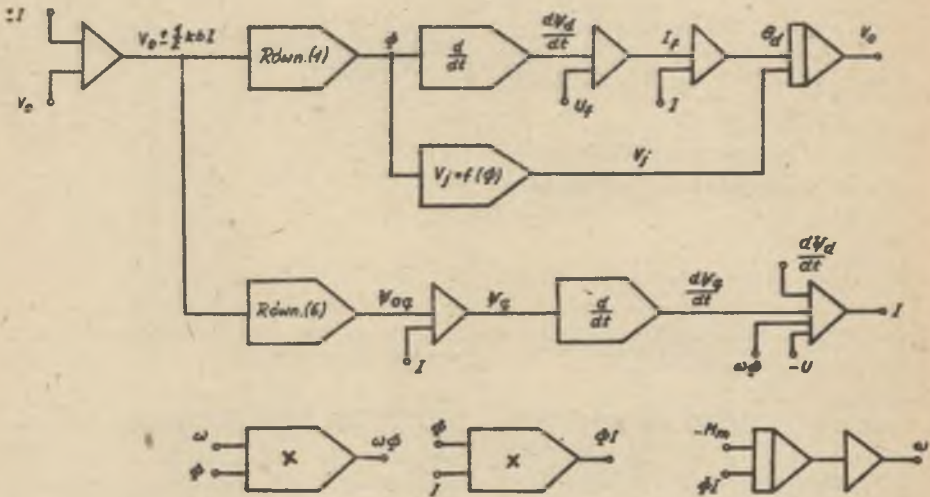 ±I
V₀ ± ½ kbI
V₀
Równ.(1)
ϕ
d/dt
dΨd/dt
Uf
If
I
Θd
V₀
Vj = f(ϕ)
Vj
Równ.(6)
Ψ0q
I
Ψq
d/dt
dΨq/dt
dΨd/dt
ωϕ
-U
I
ω
ϕ
X
ωϕ
ϕ
I
X
ϕI
-Mm
ϕI
ω